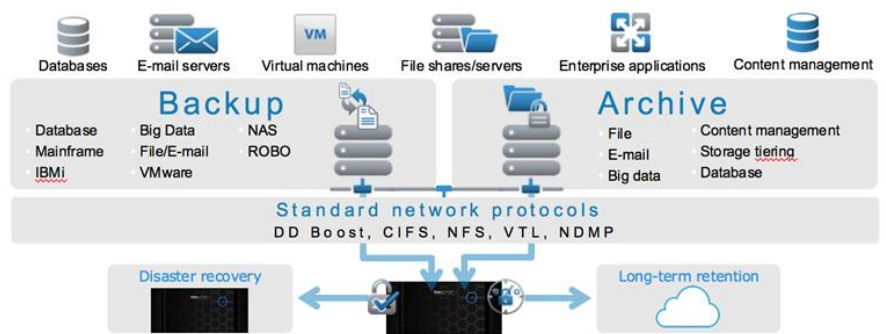 VM
Databases
E-mail servers
Virtual machines
File shares/servers
Enterprise applications
Content management
Backup
Database
Mainframe
IBMi
Big Data
File/E-mail
VMware
NAS
ROBO
Archive
File
E-mail
Big data
Content management
Storage tiering
Database
Standard network protocols
DD Boost, CIFS, NFS, VTL, NDMP
Disaster recovery
Long-term retention